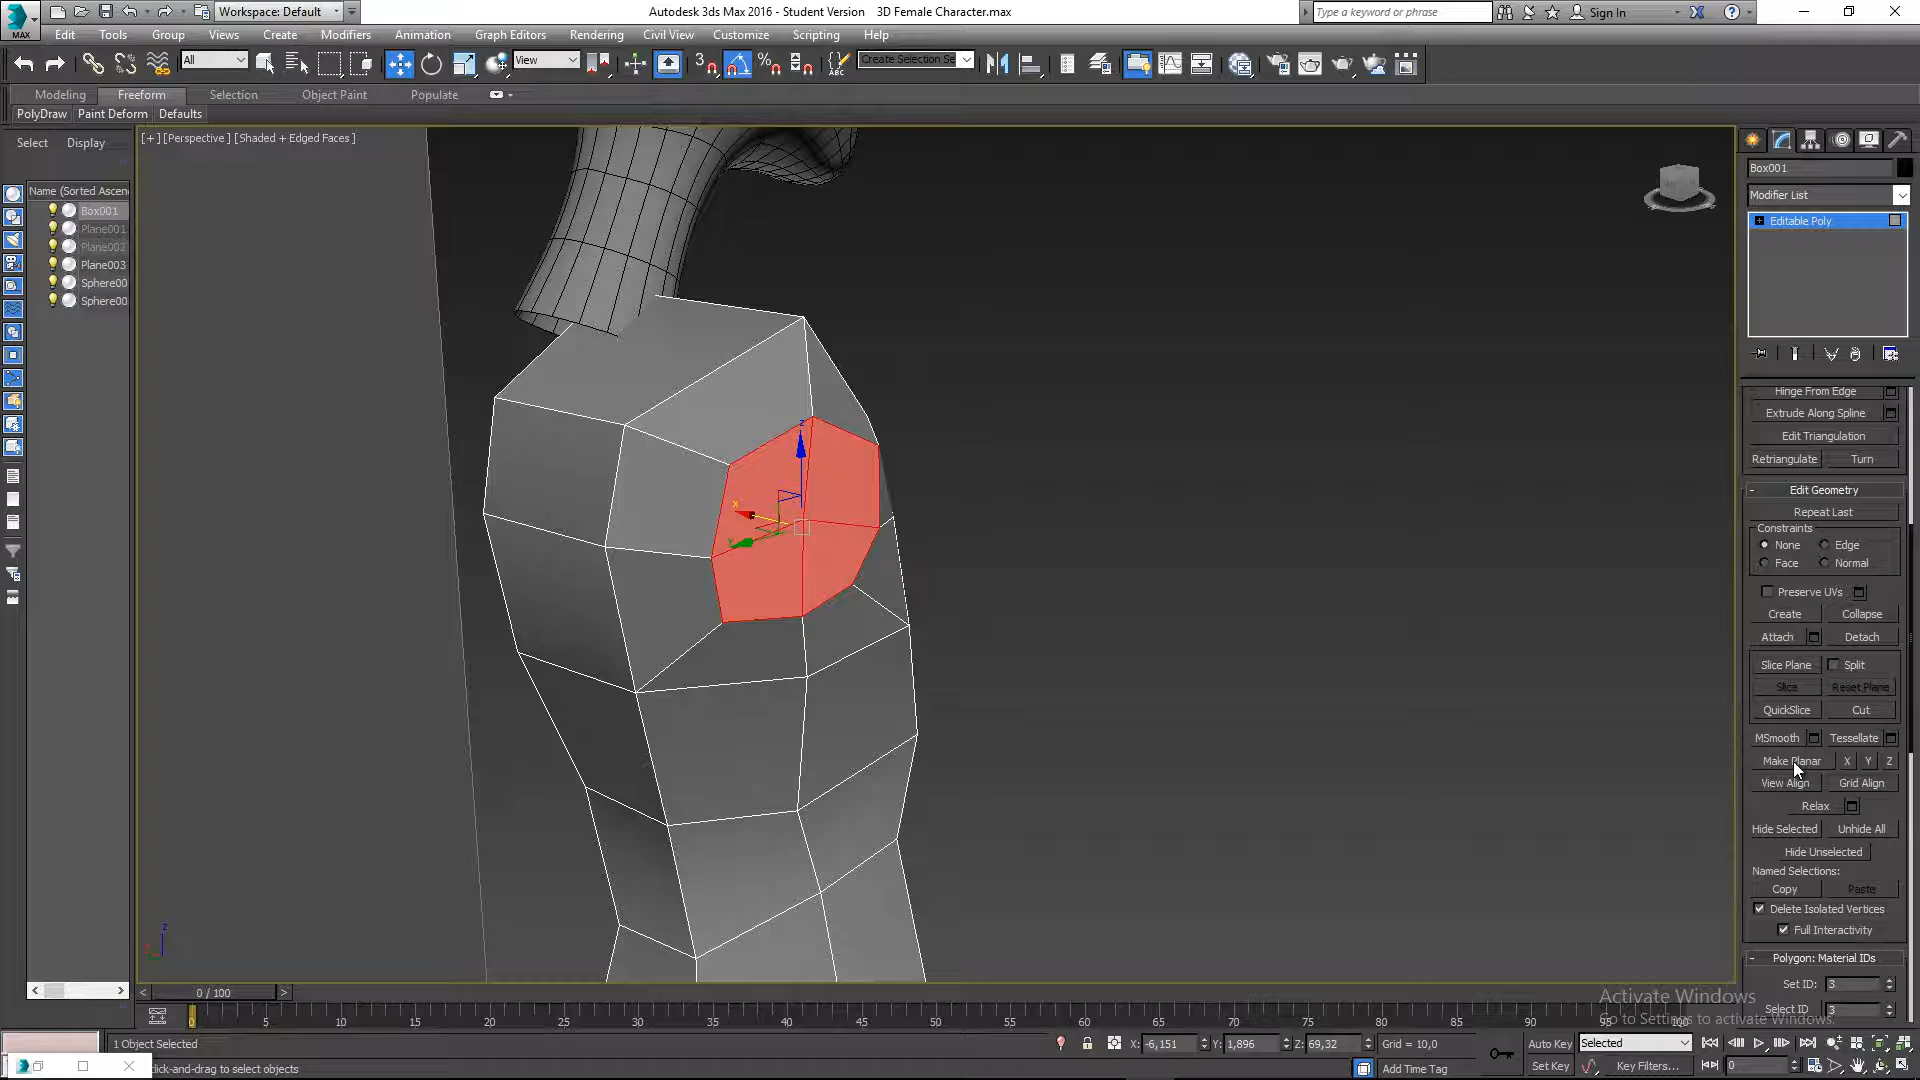 MAX
Workspace: Default
Autodesk 3ds Max 2016 - Student Version    3D Female Character.max
Type a keyword or phrase
Sign In
Edit Tools Group Views Create Modifiers Animation Graph Editors Rendering Civil View Customize Scripting Help
All
View
3
%
ABC
Create Selection Se
Modeling Freeform Selection Object Paint Populate
PolyDraw Paint Deform Defaults
Select Display
[+] [Perspective] [Shaded + Edged Faces]
Name (Sorted Ascen
Box001
Plane001
Plane002
Plane003
Sphere00
Sphere00
Box001
Modifier List
Editable Poly
Hinge From Edge
Extrude Along Spline
Edit Triangulation
Retriangulate Turn
- Edit Geometry
Repeat Last
Constraints
None Edge
Face Normal
Preserve UVs
Create Collapse
Attach Detach
Slice Plane Split
Slice Reset Plane
QuickSlice Cut
MSmooth Tessellate
Make Planar X Y Z
View Align Grid Align
Relax
Hide Selected Unhide All
Hide Unselected
Named Selections:
Copy Paste
Delete Isolated Vertices
Full Interactivity
- Polygon: Material IDs
Set ID: 3
Select ID 3
z
x
y
z
Activate Windows
Go to Settings to activate Windows.
< 0 / 100 >
0 5 10 15 20 25 30 35 40 45 50 55 60 65 70 75 80 85 90 95 100
1 Object Selected
X: -6,151 Y: 1,896 Z: 69,32 Grid = 10,0
Auto Key Selected
click-and-drag to select objects
Add Time Tag
Set Key Key Filters... 0